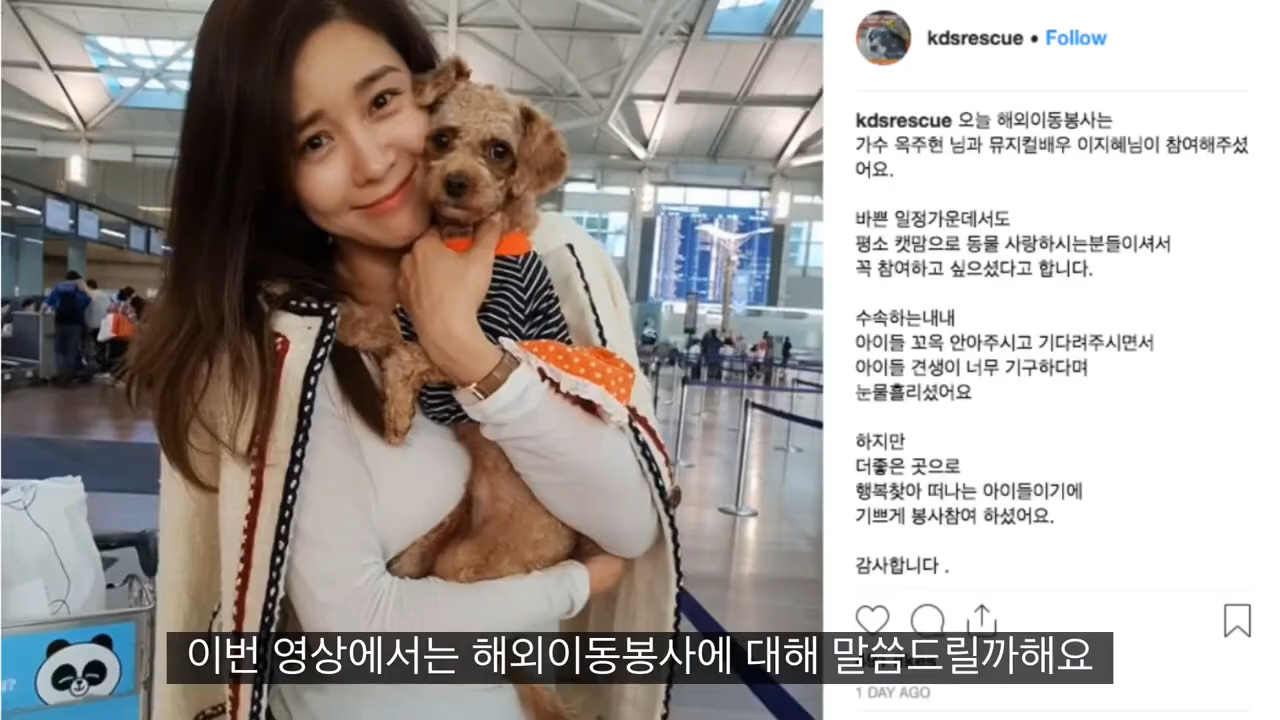 kdsrescue • Follow
kdsrescue 오늘 해외이동봉사는
가수 옥주현 님과 뮤지컬배우 이지혜님이 참여해주셨
어요.
바쁜 일정가운데서도
평소 캣맘으로 동물 사랑하시는분들이셔서
꼭 참여하고 싶으셨다고 합니다.
수속하는내내
아이들 꼬옥 안아주시고 기다려주시면서
아이들 견생이 너무 기구하다며
눈물흘리셨어요
하지만
더좋은 곳으로
행복찾아 떠나는 아이들이기에
기쁘게 봉사참여 하셨어요.
감사합니다 .
이번 영상에서는 해외이동봉사에 대해 말씀드릴까해요
1 DAY AGO